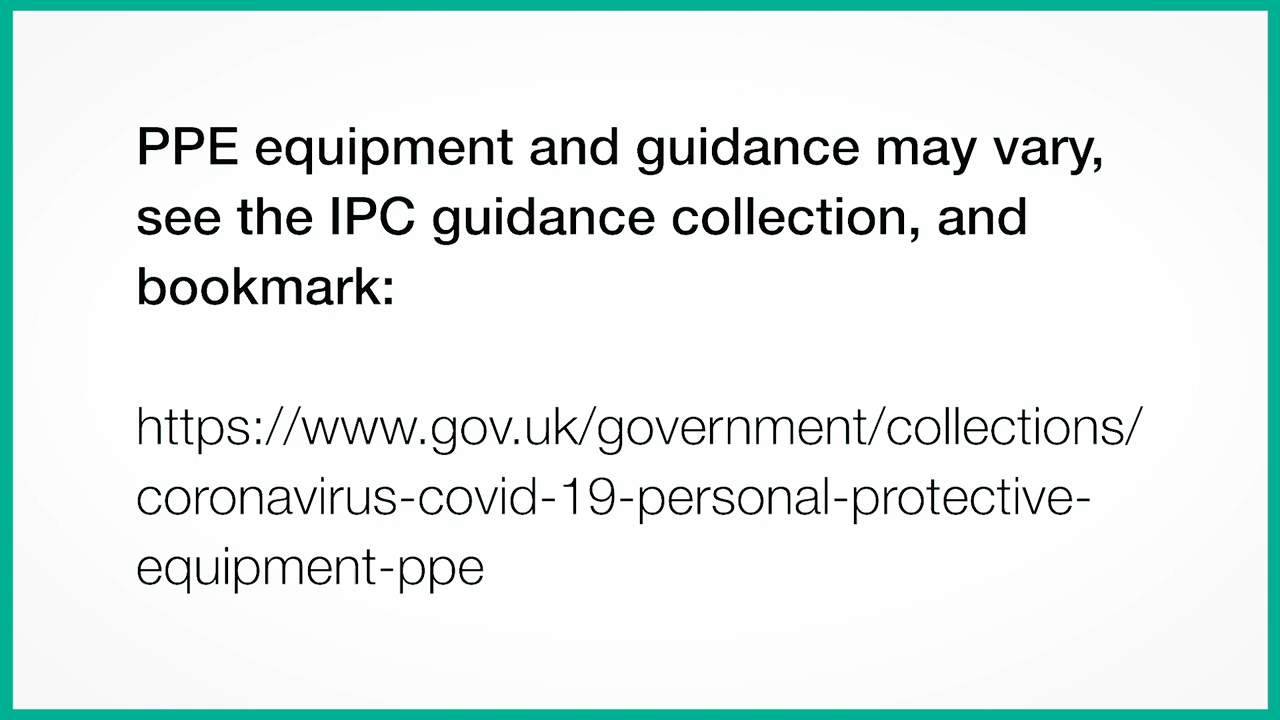 PPE equipment and guidance may vary,
see the IPC guidance collection, and
bookmark:
https://www.gov.uk/government/collections/
coronavirus-covid-19-personal-protective-
equipment-ppe